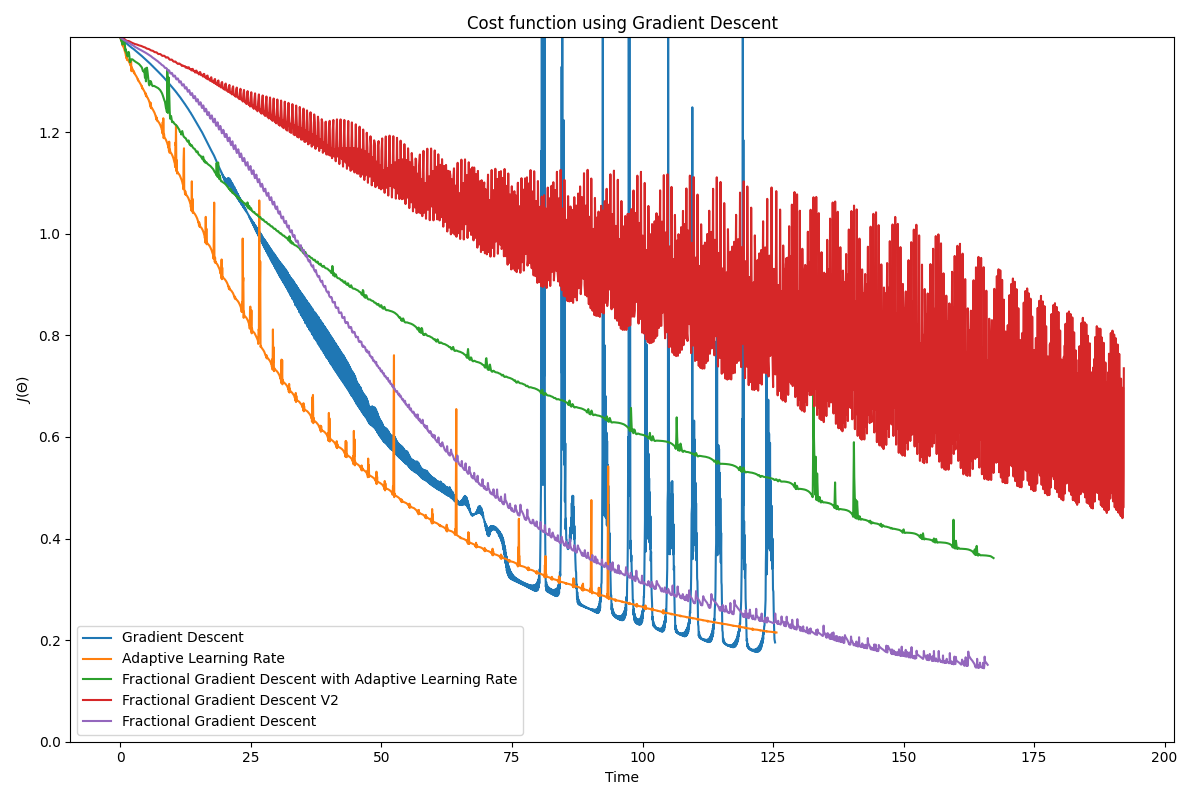 Cost function using Gradient Descent
J(Θ)
1.2
1.0
0.8
0.6
0.4
0.2
0.0
Gradient Descent
Adaptive Learning Rate
Fractional Gradient Descent with Adaptive Learning Rate
Fractional Gradient Descent V2
Fractional Gradient Descent
0 25 50 75 100 125 150 175 200
Time